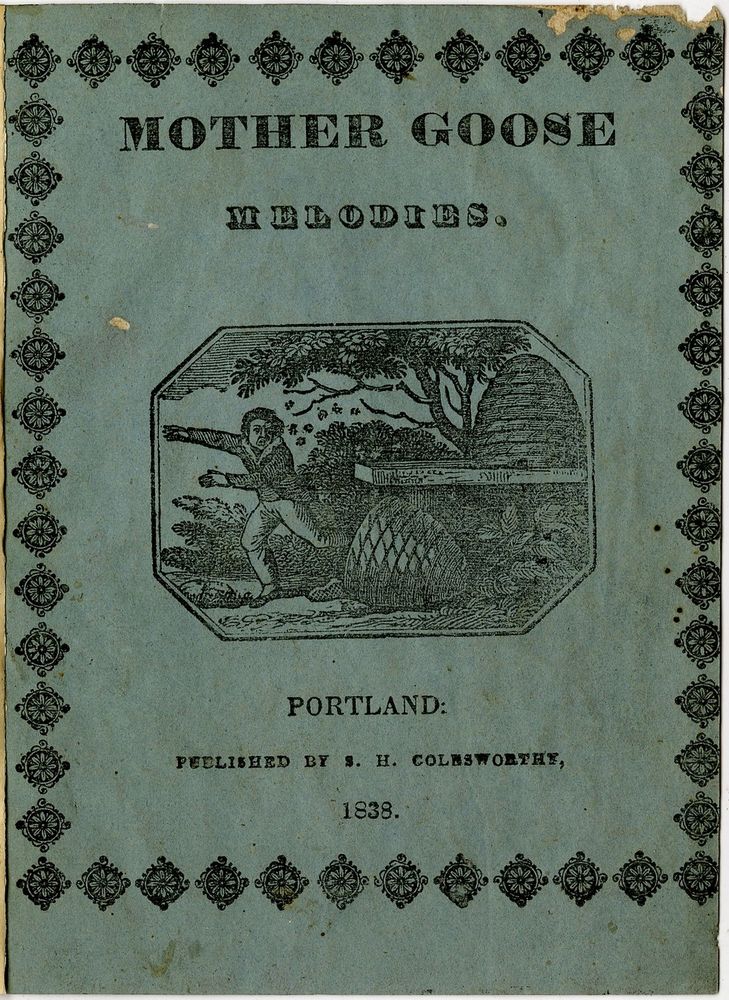 MOTHER GOOSE
MELODIES.
PORTLAND:
PUBLISHED BY S. H. COLESWORTHY,
1838.